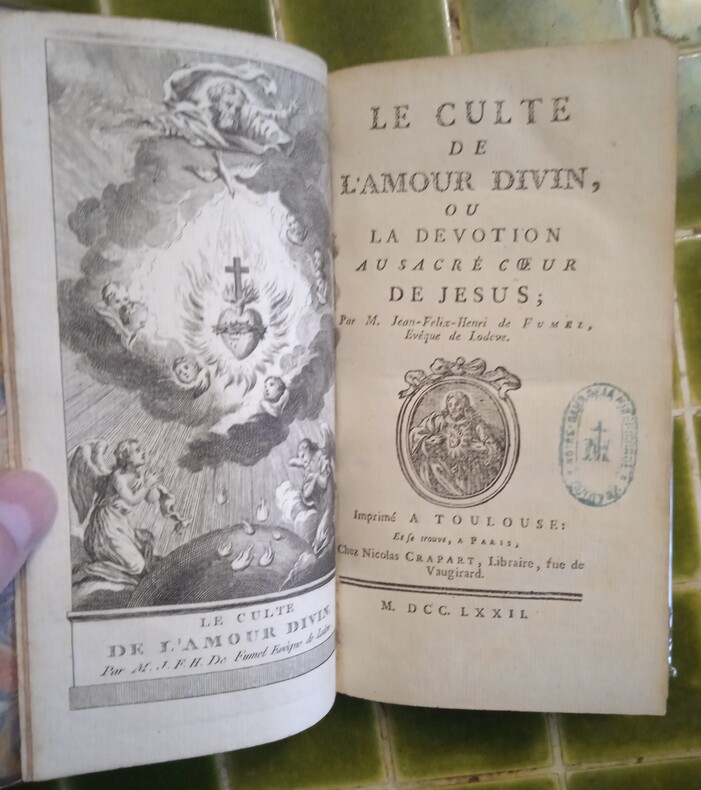 LE CULTE
DE L'AMOUR DIVIN
Par M. J. F. H. De Fumel Evêque de Lodève
LE CULTE
DE
L'AMOUR DIVIN,
OU
LA DEVOTION
AU SACRÉ CŒUR
DE JESUS;
Par M. Jean-Felix-Henri de FUMEL,
Evêque de Lodeve.
Imprimé A TOULOUSE:
Et se trouve, A PARIS,
Chez Nicolas CRAPART, Libraire, rue de
Vaugirard.
M. DCC. LXXII.